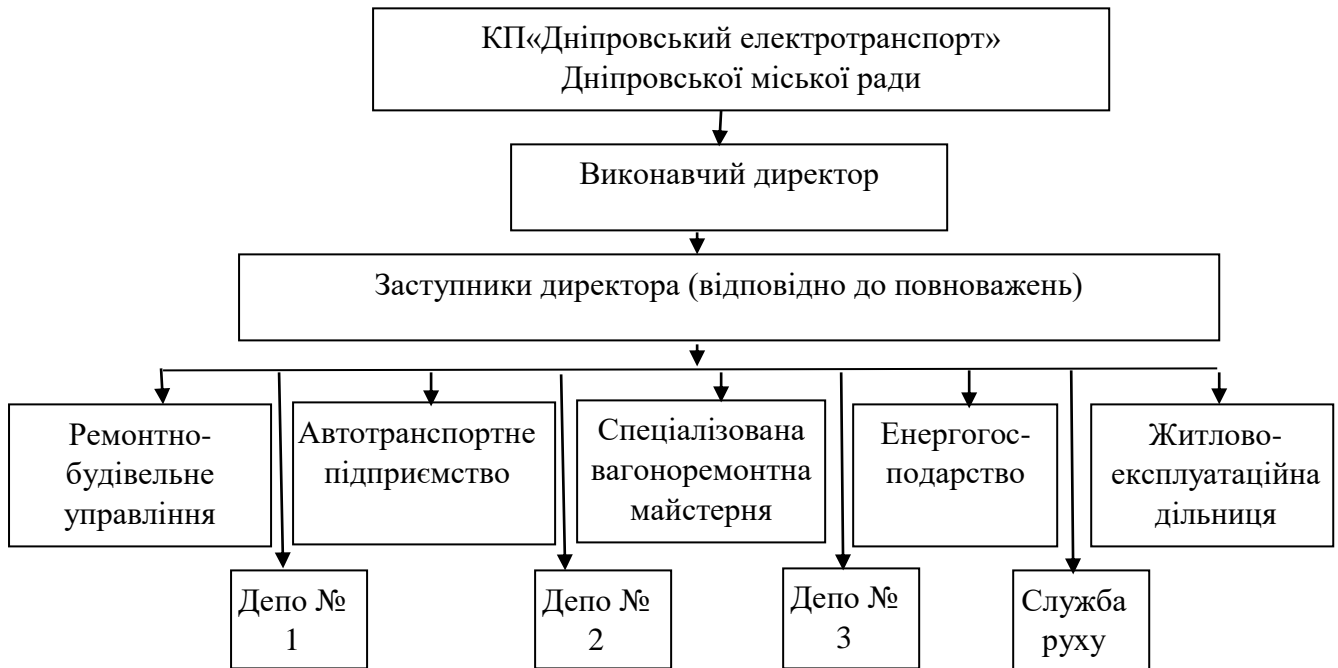 КП«Дніпровський електротранспорт»
Дніпровської міської ради
Виконавчий директор
Заступники директора (відповідно до повноважень)
Ремонтно-
будівельне
управління
Автотранспортне
підприємство
Спеціалізована
вагоноремонтна
майстерня
Енергогос-
подарство
Житлово-
експлуатаційна
дільниця
Депо №
1
Депо №
2
Депо №
3
Служба
руху